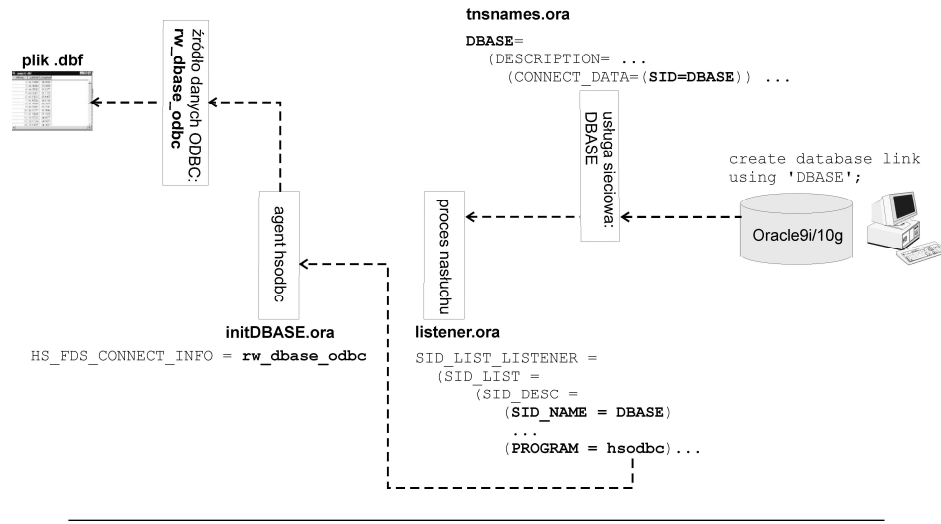 tnsnames.ora
DBASE=
(DESCRIPTION= ...
(CONNECT_DATA=(SID=DBASE)) ...
plik .dbf
źródło danych ODBC:
rw_dbase_odbc
usługa sieciowa:
DBASE
create database link
using 'DBASE';
Oracle9i/10g
proces nasłuchu
agent hsodbc
initDBASE.ora
HS_FDS_CONNECT_INFO = rw_dbase_odbc
listener.ora
SID_LIST_LISTENER =
(SID_LIST =
(SID_DESC =
(SID_NAME = DBASE)
...
(PROGRAM = hsodbc)...